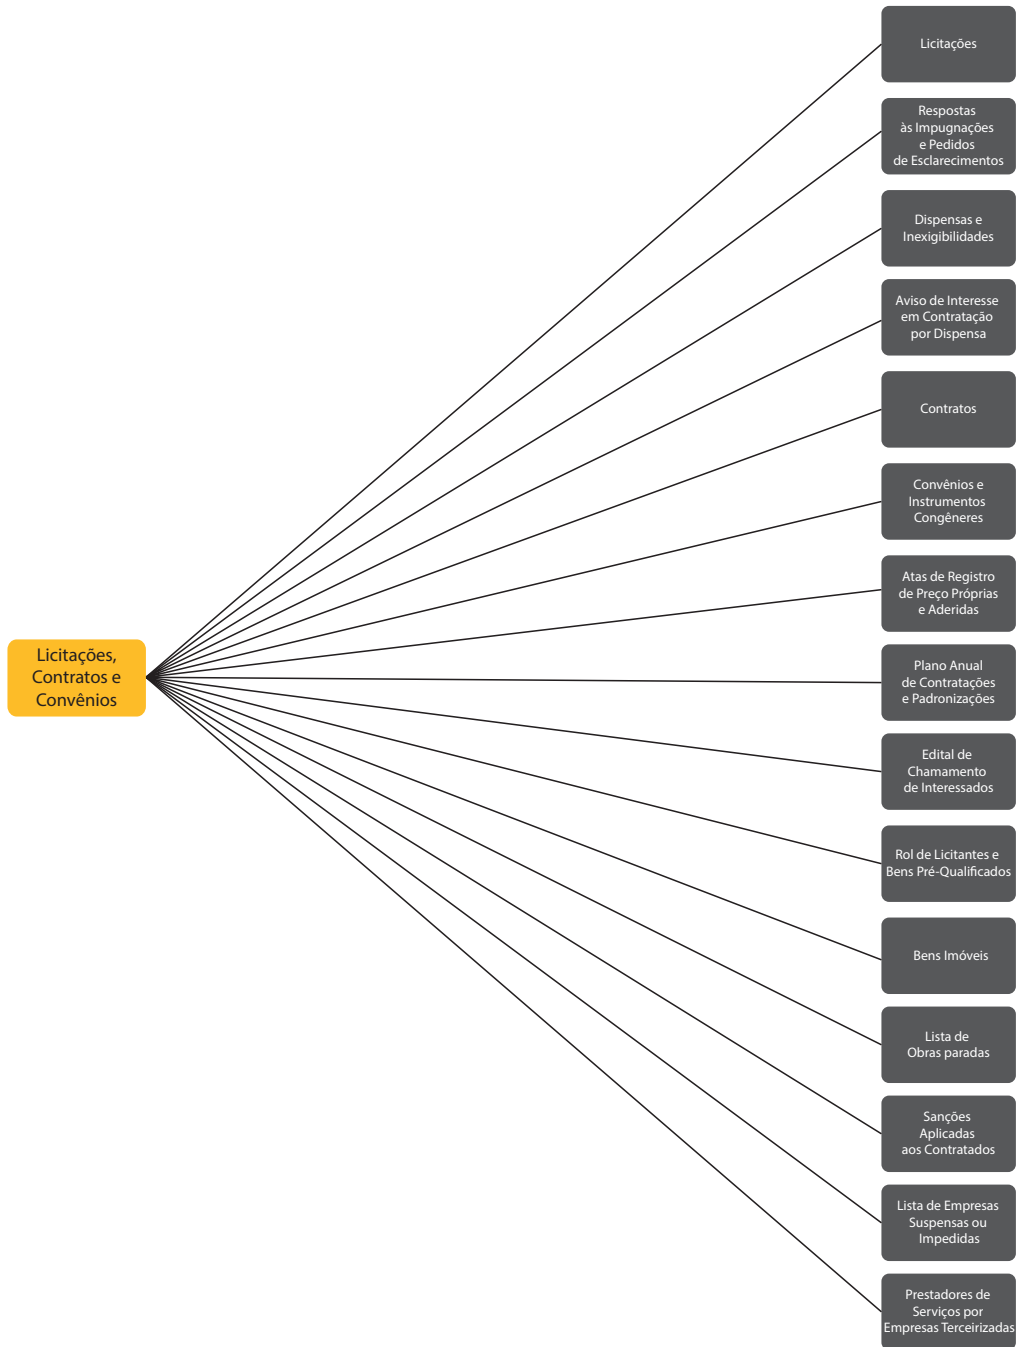 Licitações
Respostas
às Impugnações
e Pedidos
de Esclarecimentos
Dispensas e
Inexigibilidades
Aviso de Interesse
em Contratação
por Dispensa
Contratos
Convênios e
Instrumentos
Congêneres
Atas de Registro
de Preço Próprias
e Aderidas
Licitações,
Contratos e
Convênios
Plano Anual
de Contratações
e Padronizações
Edital de
Chamamento
de Interessados
Rol de Licitantes e
Bens Pré-Qualificados
Bens Imóveis
Lista de
Obras paradas
Sanções
Aplicadas
aos Contratados
Lista de Empresas
Suspensas ou
Impedidas
Prestadores de
Serviços por
Empresas Terceirizadas